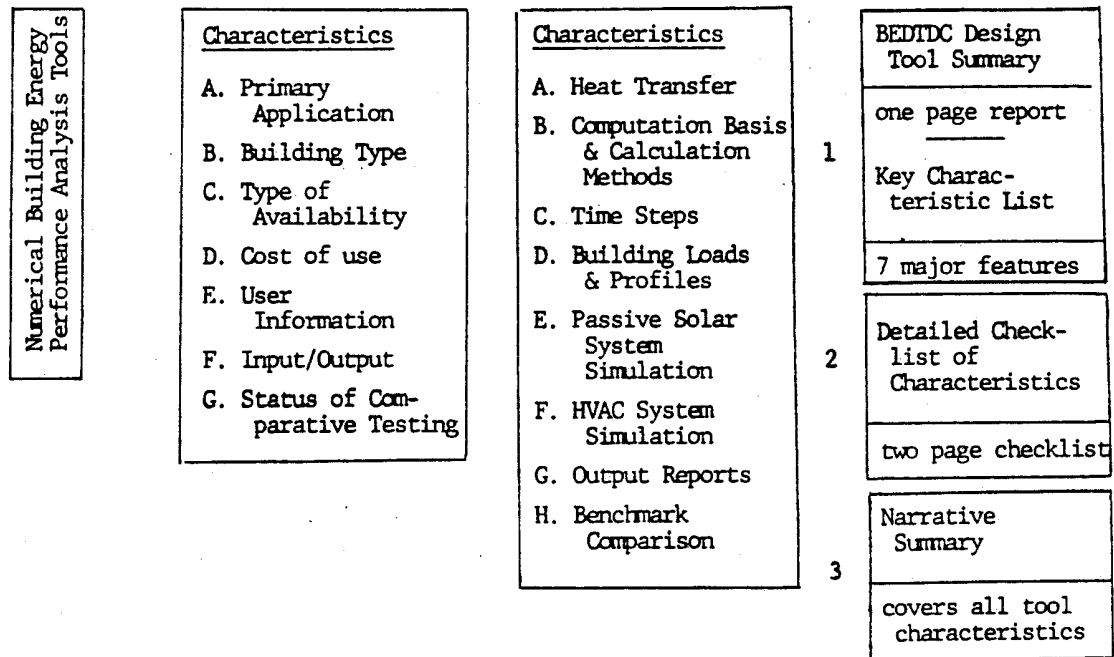 Numerical Building Energy
Performance Analysis Tools
Characteristics
A. Primary
Application
B. Building Type
C. Type of
Availability
D. Cost of use
E. User
Information
F. Input/Output
G. Status of Com-
parative Testing
Characteristics
A. Heat Transfer
B. Computation Basis
& Calculation
Methods
C. Time Steps
D. Building Loads
& Profiles
E. Passive Solar
System
Simulation
F. HVAC System
Simulation
G. Output Reports
H. Benchmark
Comparison
1
BEDTDC Design
Tool Summary
one page report
Key Charac-
teristic List
7 major features
2
Detailed Check-
list of
Characteristics
two page checklist
3
Narrative
Summary
covers all tool
characteristics